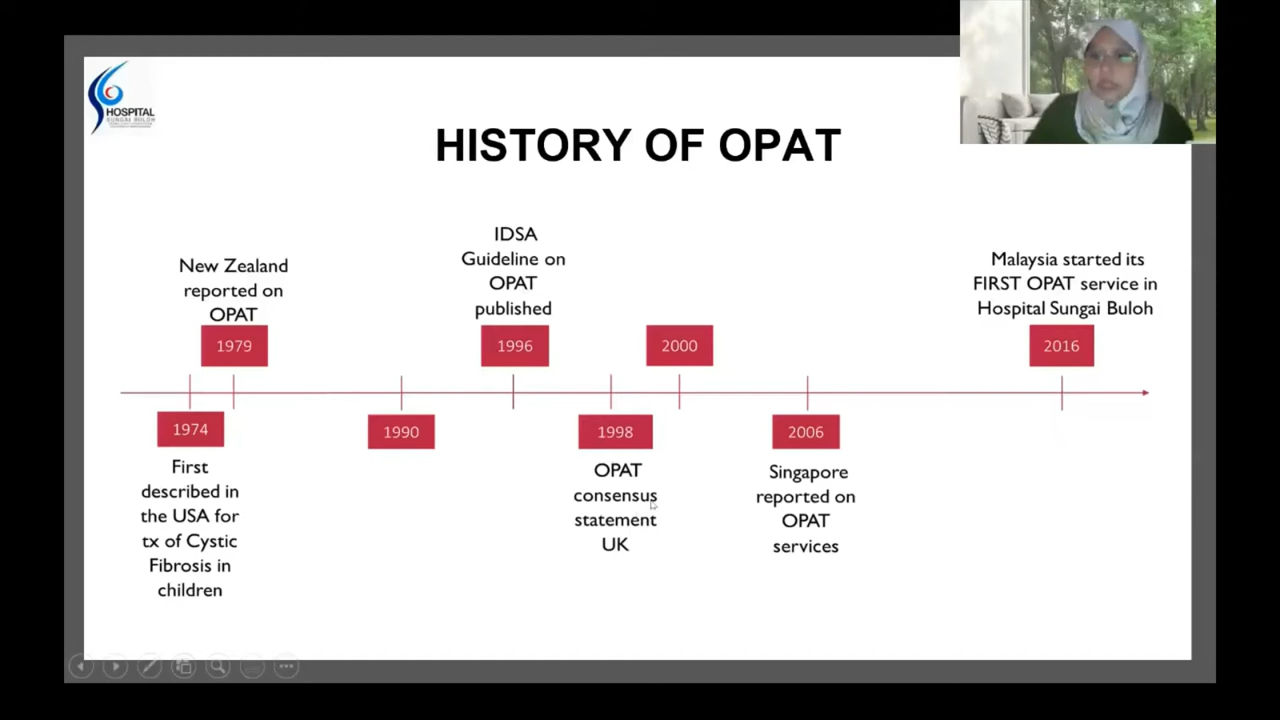 HOSPITAL
SUNGAI BULOH
HISTORY OF OPAT
New Zealand
reported on
OPAT
1979
IDSA
Guideline on
OPAT
published
1996
2000
Malaysia started its
FIRST OPAT service in
Hospital Sungai Buloh
2016
1974
First
described in
the USA for
tx of Cystic
Fibrosis in
children
1990
1998
OPAT
consensus
statement
UK
2006
Singapore
reported on
OPAT
services